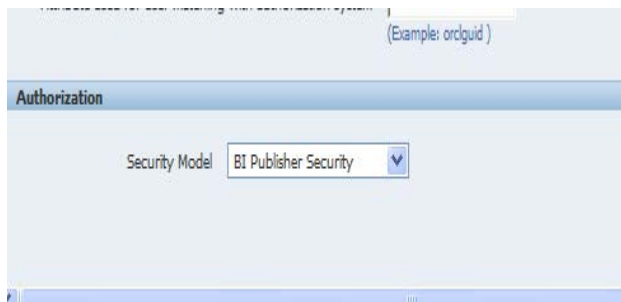 (Example: orclguid )
Authorization
Security Model BI Publisher Security